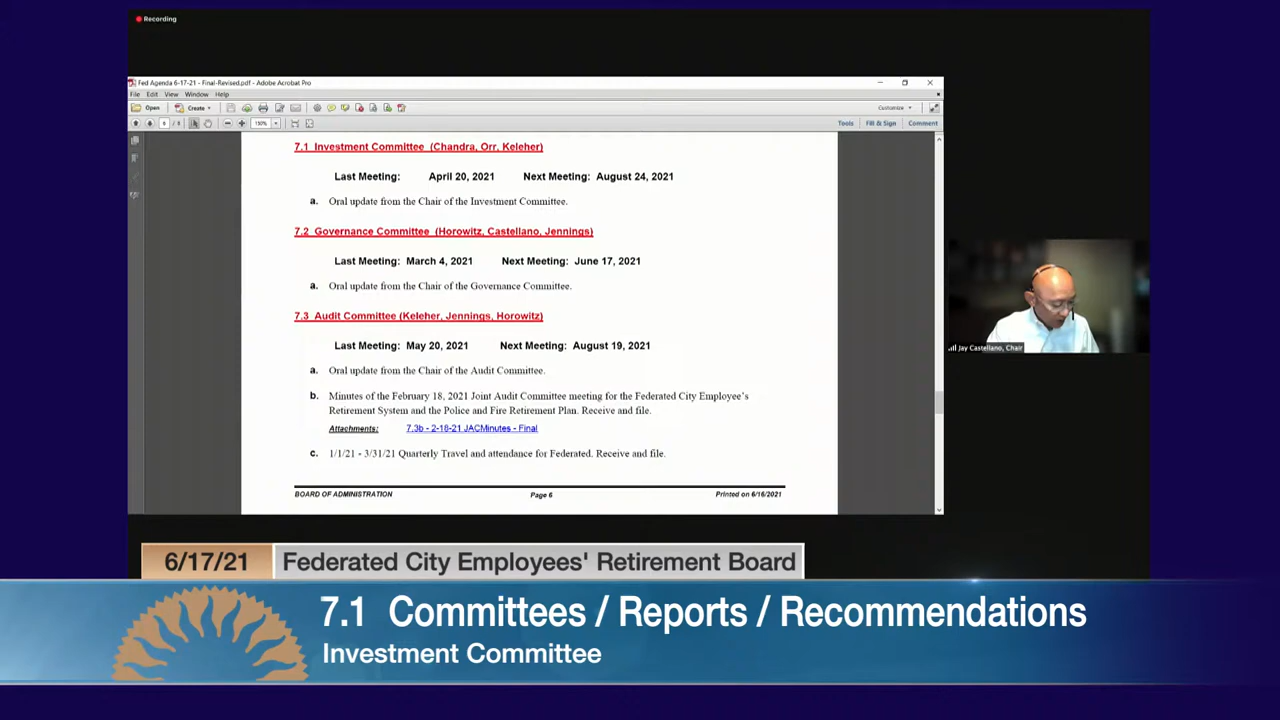 Recording
Fed Agenda 6-17-21 - Final-Revised.pdf - Adobe Acrobat Pro
File Edit View Window Help
Open Create Customize
/ 8 150% Tools Fill & Sign Comment
7.1 Investment Committee (Chandra, Orr, Keleher)
Last Meeting: April 20, 2021 Next Meeting: August 24, 2021
a. Oral update from the Chair of the Investment Committee.
7.2 Governance Committee (Horowitz, Castellano, Jennings)
Last Meeting: March 4, 2021 Next Meeting: June 17, 2021
a. Oral update from the Chair of the Governance Committee.
7.3 Audit Committee (Keleher, Jennings, Horowitz)
Last Meeting: May 20, 2021 Next Meeting: August 19, 2021
a. Oral update from the Chair of the Audit Committee.
b. Minutes of the February 18, 2021 Joint Audit Committee meeting for the Federated City Employee's
Retirement System and the Police and Fire Retirement Plan. Receive and file.
Attachments: 7.3b - 2-18-21 JACMinutes - Final
c. 1/1/21 - 3/31/21 Quarterly Travel and attendance for Federated. Receive and file.
BOARD OF ADMINISTRATION Page 6 Printed on 6/16/2021
Jay Castellano, Chair
6/17/21 Federated City Employees' Retirement Board
7.1 Committees / Reports / Recommendations
Investment Committee